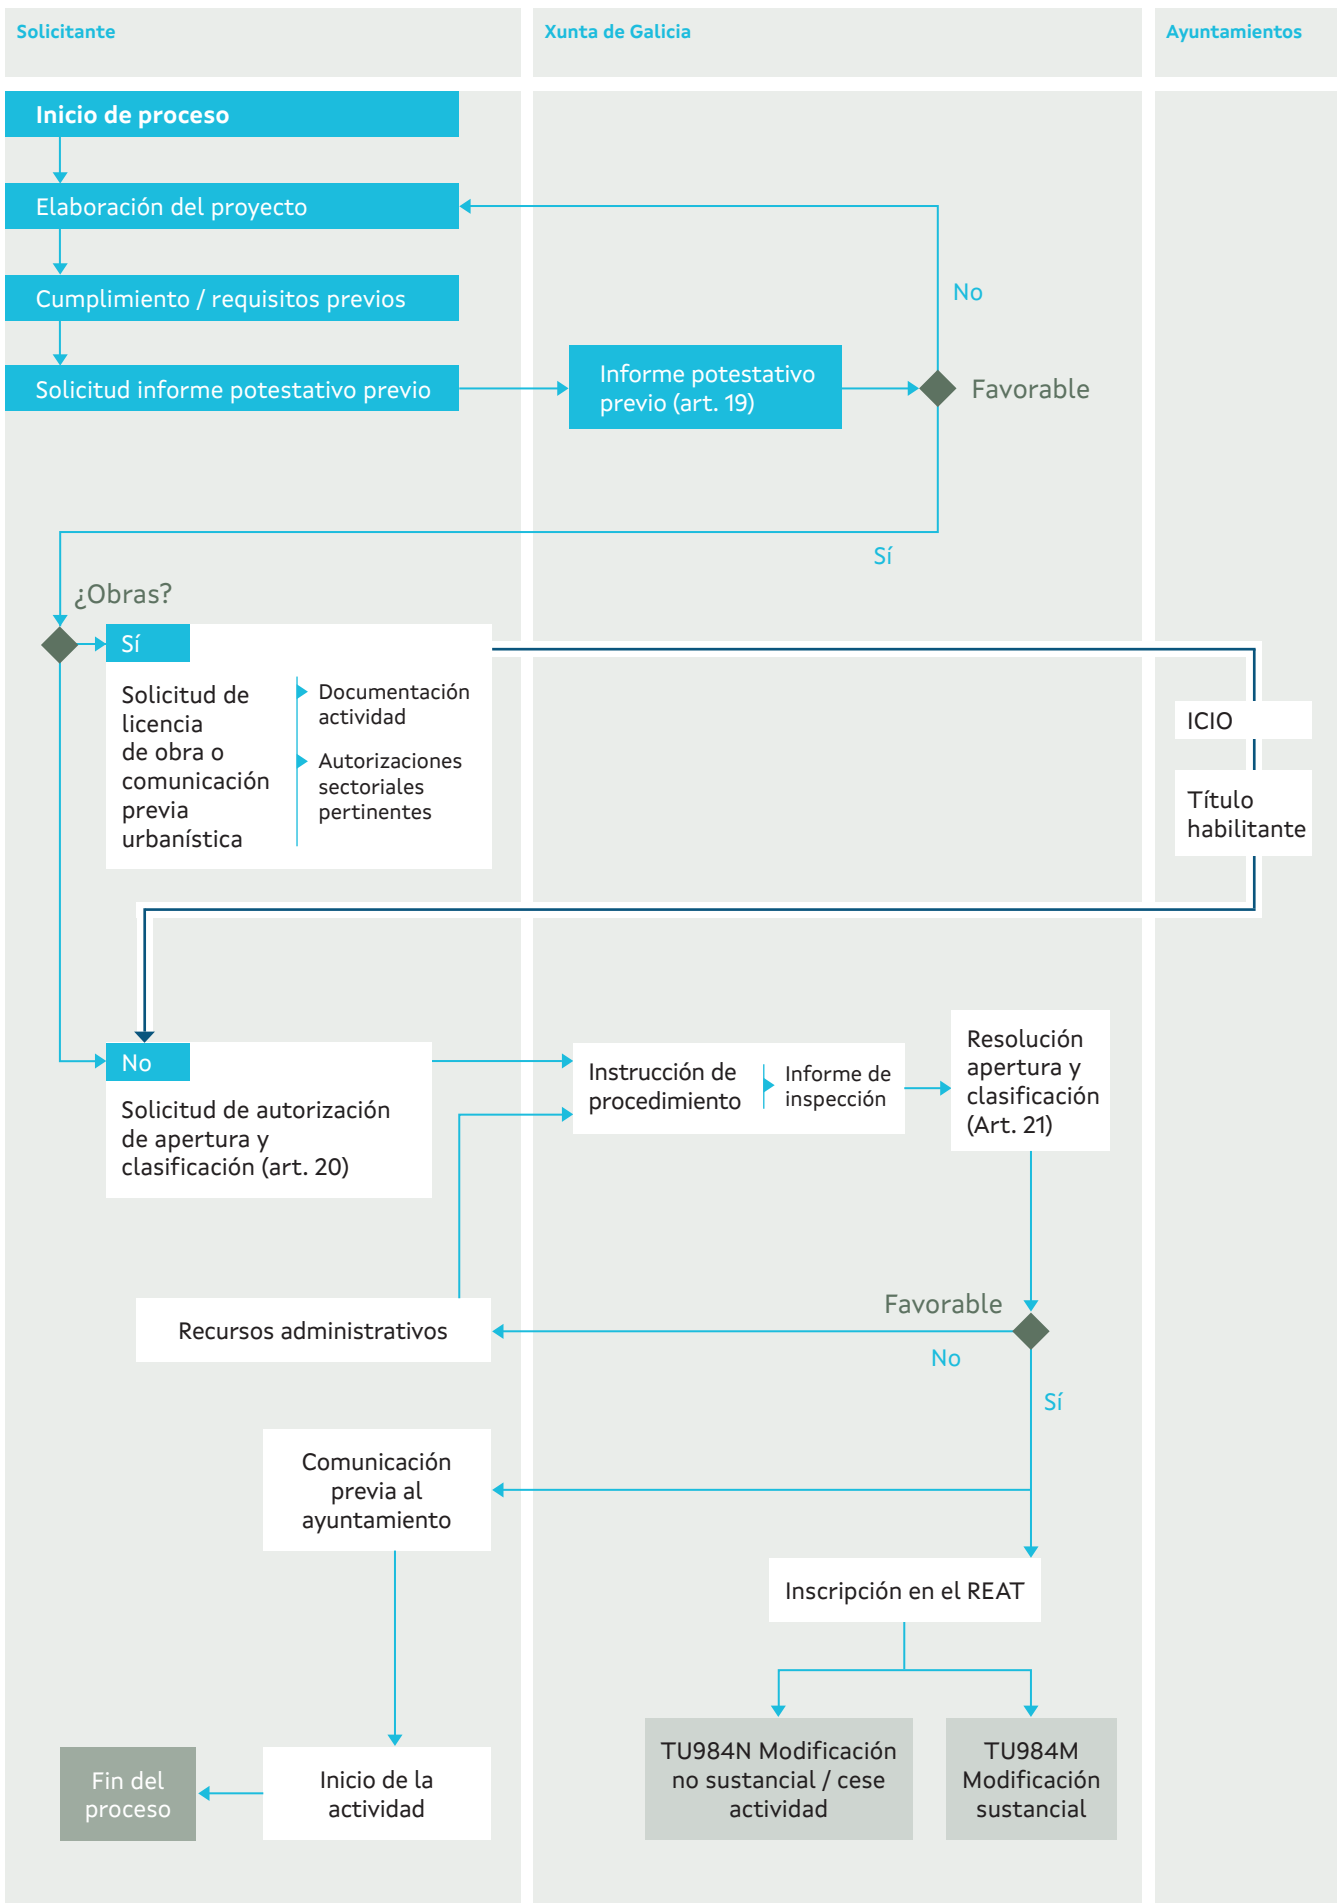 Solicitante
Xunta de Galicia
Ayuntamientos
Inicio de proceso
Elaboración del proyecto
Cumplimiento / requisitos previos
No
Solicitud informe potestativo previo
Informe potestativo
previo (art. 19)
Favorable
Sí
¿Obras?
Sí
Solicitud de
licencia
de obra o
comunicación
previa
urbanística
Documentación
actividad
Autorizaciones
sectoriales
pertinentes
ICIO
Título
habilitante
No
Solicitud de autorización
de apertura y
clasificación (art. 20)
Instrucción de
procedimiento
Informe de
inspección
Resolución
apertura y
clasificación
(Art. 21)
Favorable
Recursos administrativos
No
Sí
Comunicación
previa al
ayuntamiento
Inscripción en el REAT
Fin del
proceso
Inicio de la
actividad
TU984N Modificación
no sustancial / cese
actividad
TU984M
Modificación
sustancial